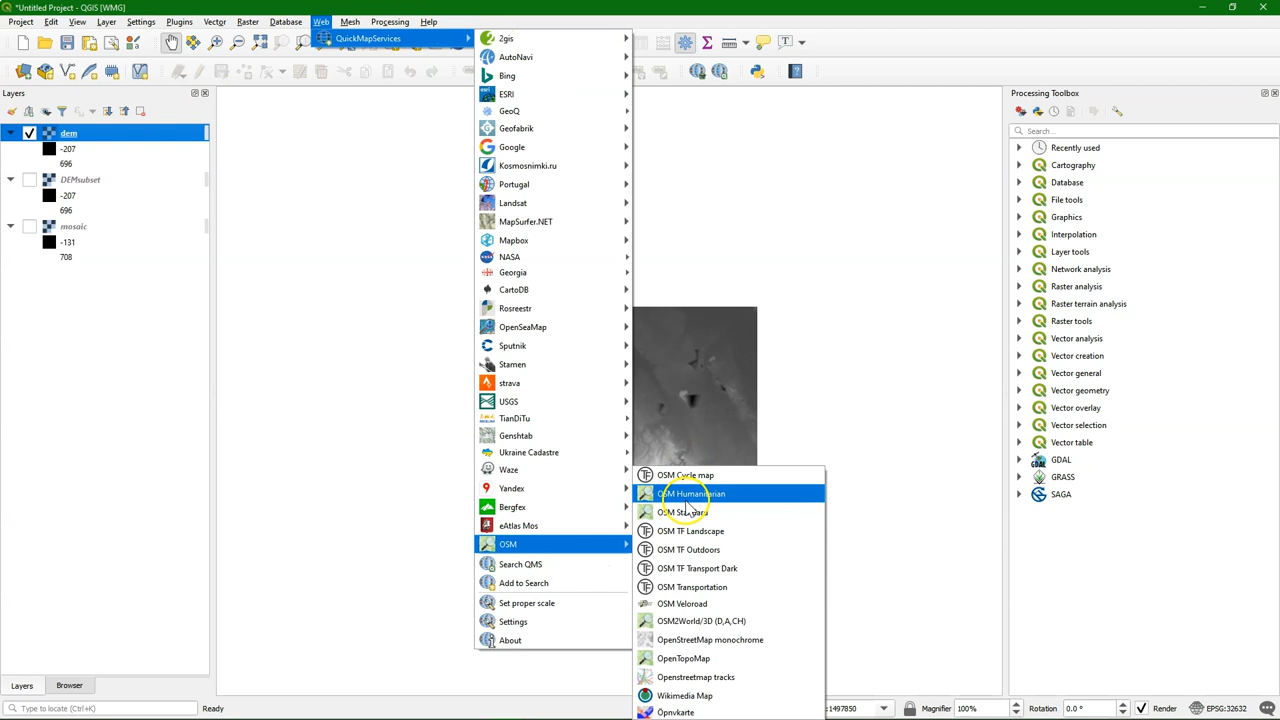 *Untitled Project - QGIS [WMG]
Project Edit View Layer Settings Plugins Vector Raster Database Web Mesh Processing Help
QuickMapServices
2gis
AutoNavi
Bing
ESRI
GeoQ
Geofabrik
Google
Kosmosnimki.ru
Portugal
Landsat
MapSurfer.NET
Mapbox
NASA
Georgia
CartoDB
Rosreestr
OpenSeaMap
Sputnik
Stamen
strava
USGS
TianDiTu
Genshtab
Ukraine Cadastre
Waze
Yandex
Bergfex
eAtlas Mos
OSM
Search QMS
Add to Search
Set proper scale
Settings
About
OSM Cycle map
OSM Humanitarian
OSM Standard
OSM TF Landscape
OSM TF Outdoors
OSM TF Transport Dark
OSM Transportation
OSM Veloroad
OSM2World/3D (D,A,CH)
OpenStreetMap monochrome
OpenTopoMap
Openstreetmap tracks
Wikimedia Map
Öpnvkarte
Layers
dem
-207
696
DEMsubset
-207
696
mosaic
-131
708
Layers Browser
Processing Toolbox
Search...
Recently used
Cartography
Database
File tools
Graphics
Interpolation
Layer tools
Network analysis
Raster analysis
Raster terrain analysis
Raster tools
Vector analysis
Vector creation
Vector general
Vector geometry
Vector overlay
Vector selection
Vector table
GDAL
GRASS
SAGA
Type to locate (Ctrl+K) Ready :1497850 Magnifier 100% Rotation 0.0 ° Render EPSG:32632